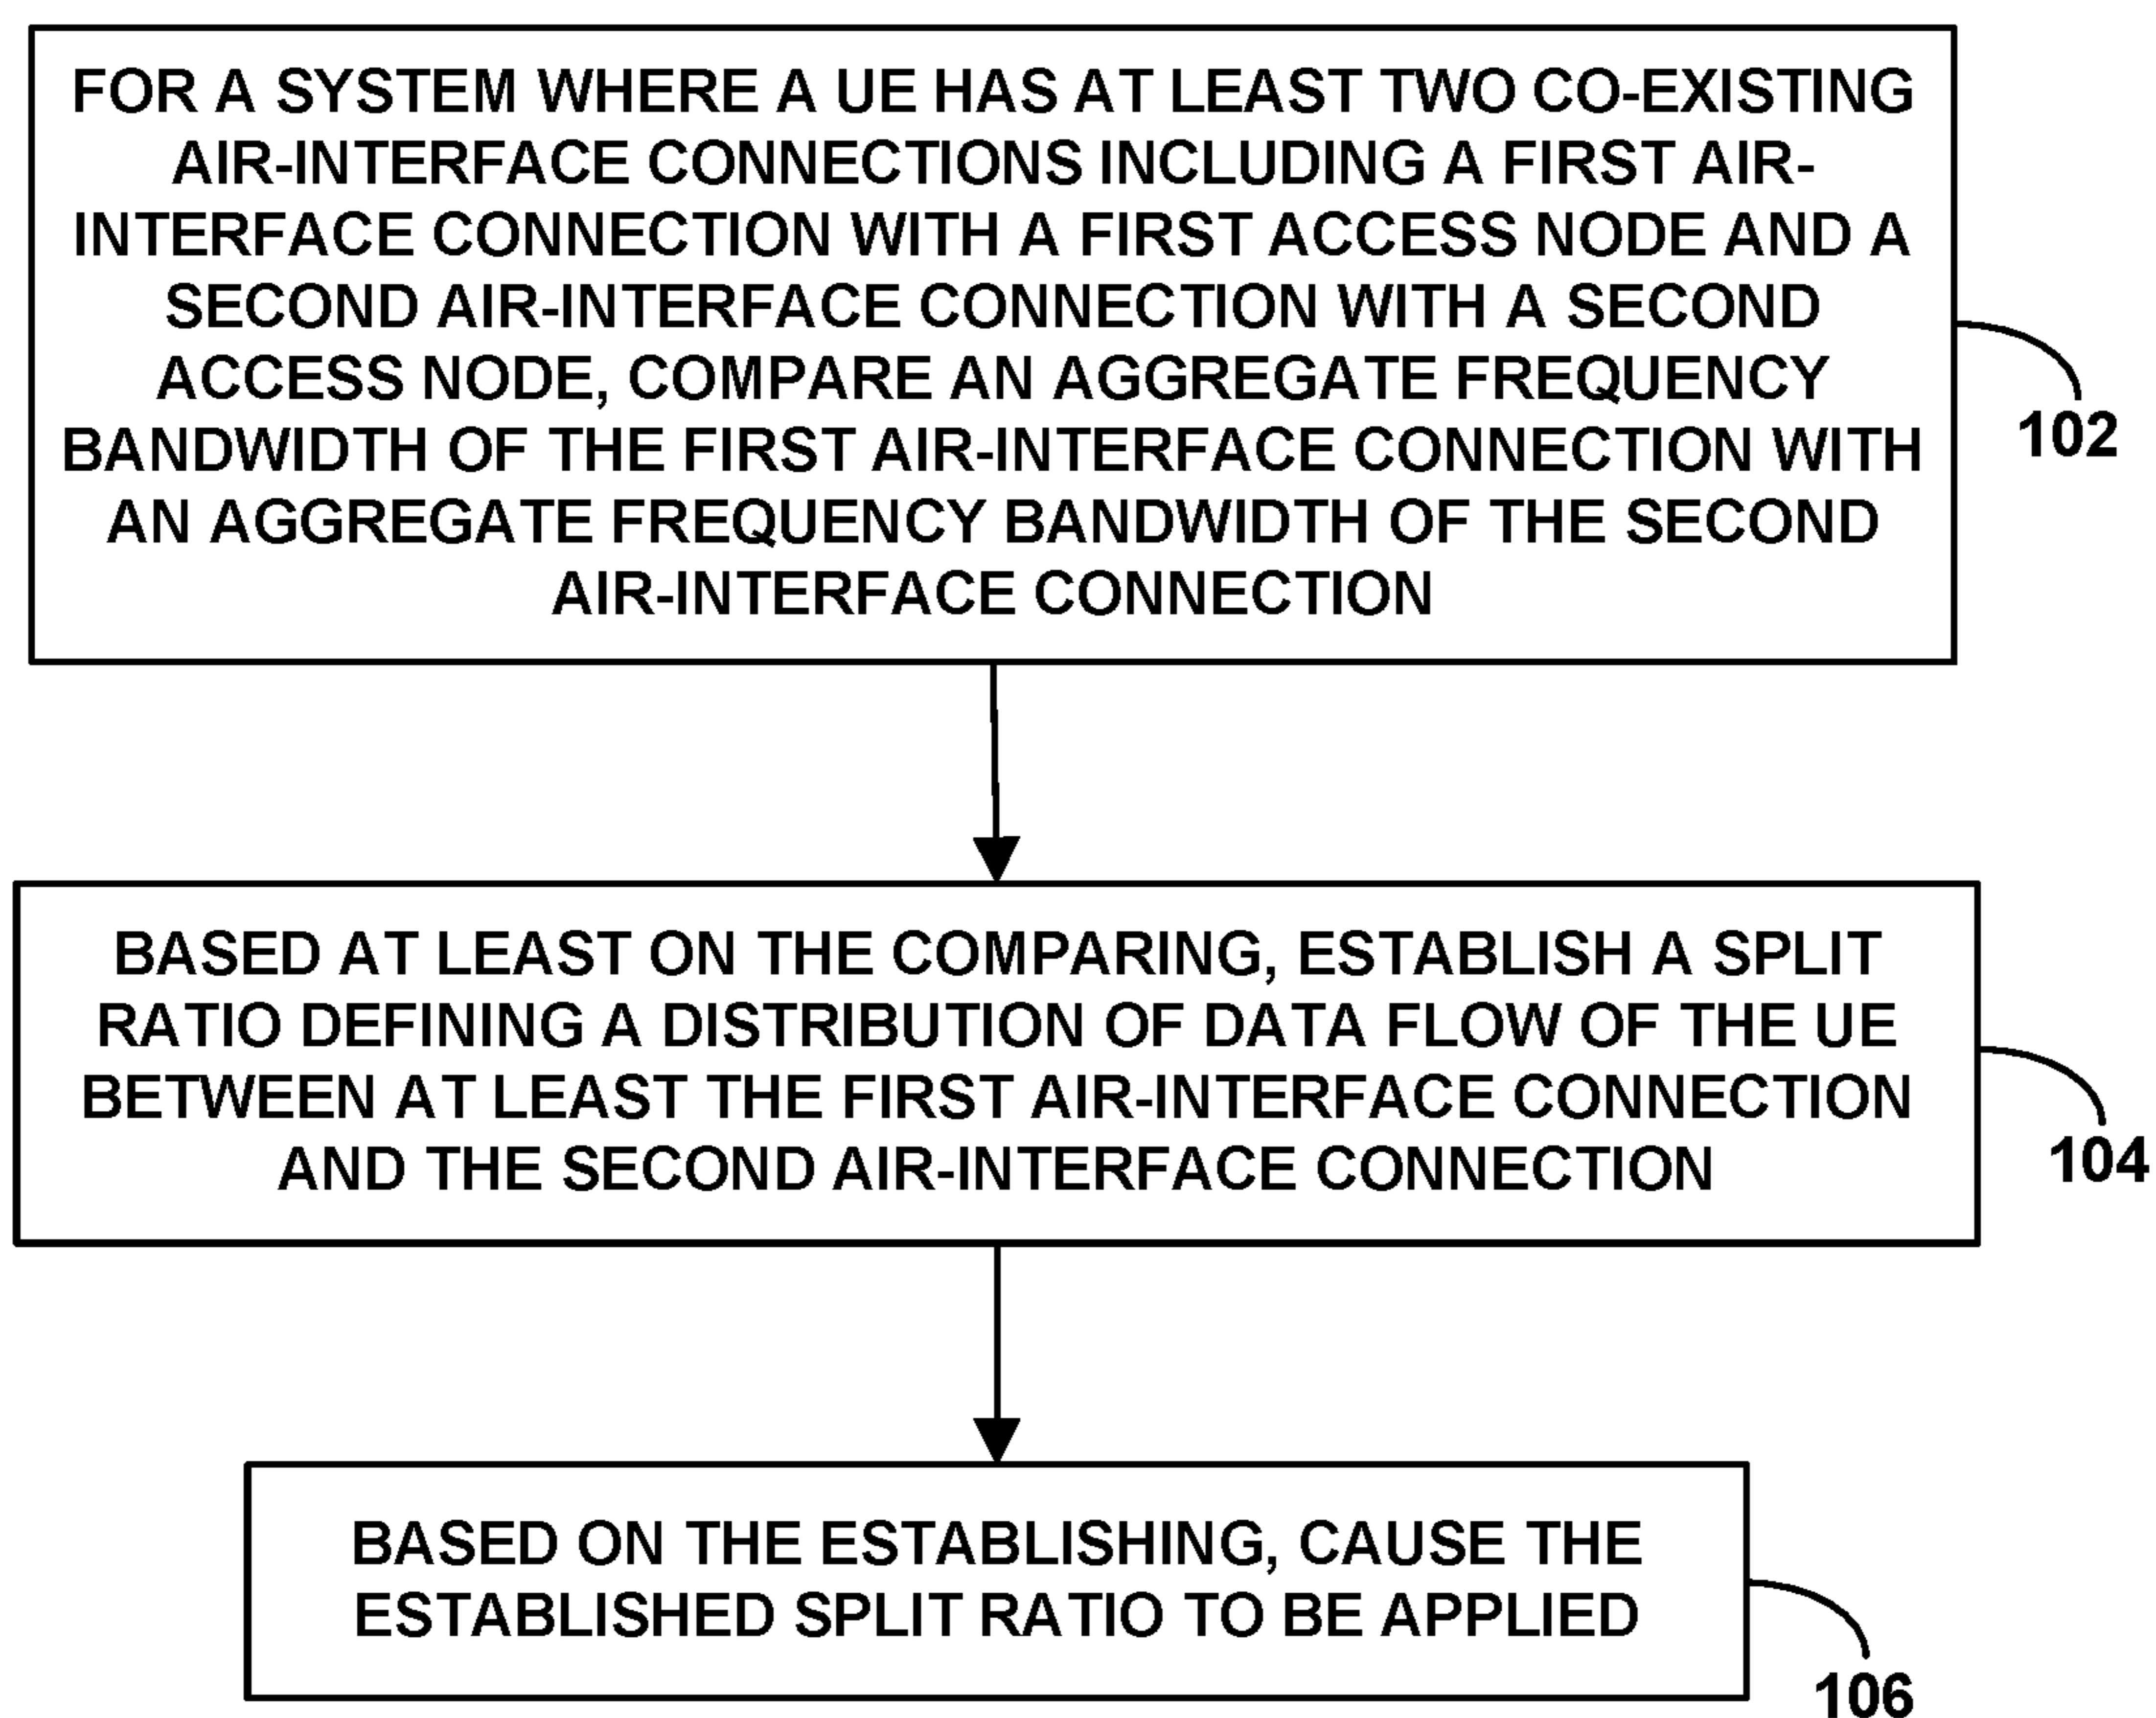 FOR A SYSTEM WHERE A UE HAS AT LEAST TWO CO-EXISTING
AIR-INTERFACE CONNECTIONS INCLUDING A FIRST AIR-
INTERFACE CONNECTION WITH A FIRST ACCESS NODE AND A
SECOND AIR-INTERFACE CONNECTION WITH A SECOND
ACCESS NODE, COMPARE AN AGGREGATE FREQUENCY
BANDWIDTH OF THE FIRST AIR-INTERFACE CONNECTION WITH
AN AGGREGATE FREQUENCY BANDWIDTH OF THE SECOND
AIR-INTERFACE CONNECTION
102
BASED AT LEAST ON THE COMPARING, ESTABLISH A SPLIT
RATIO DEFINING A DISTRIBUTION OF DATA FLOW OF THE UE
BETWEEN AT LEAST THE FIRST AIR-INTERFACE CONNECTION
AND THE SECOND AIR-INTERFACE CONNECTION
104
BASED ON THE ESTABLISHING, CAUSE THE
ESTABLISHED SPLIT RATIO TO BE APPLIED
106